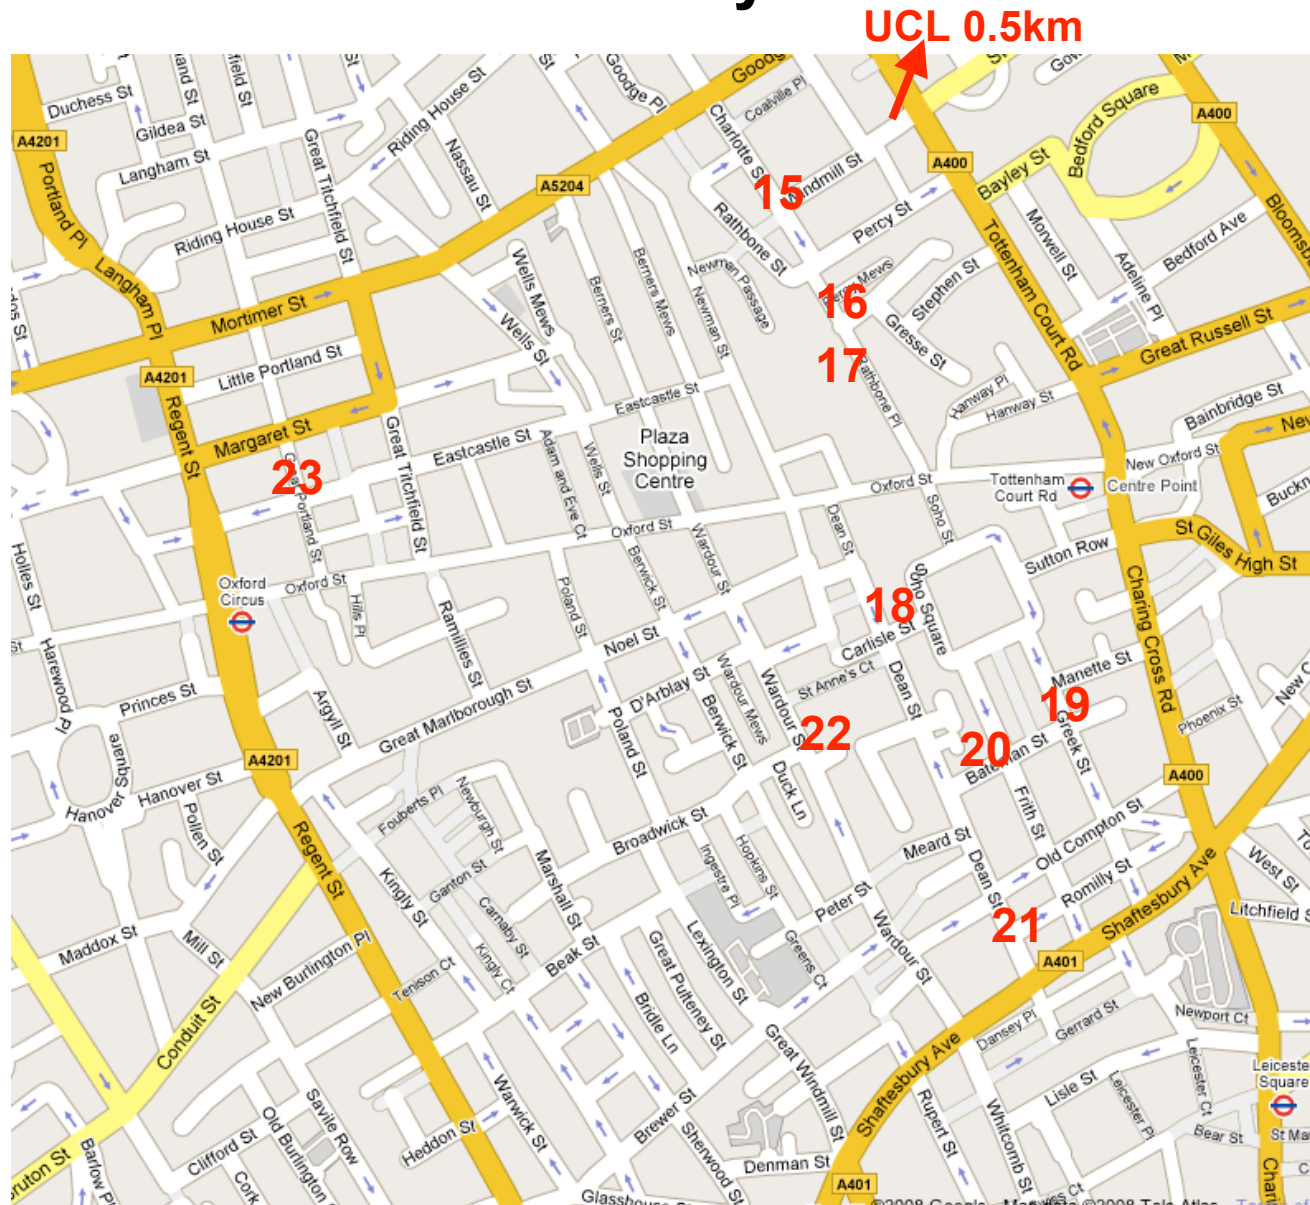 UCL 0.5km
Duchess St
Gildea St
Langham St
Riding House St
Goodge Pl
Coalville Pl
Charlotte St
A4201
A5204
A400
A400
Bedford Square
Bayley St
Portland Pl
Great Titchfield St
Nassau St
15
Windmill St
Percy St
Riding House St
Rathbone St
Newman Passage
Tottenham Court Rd
Morwell St
Adeline Pl
Bedford Ave
Langham Pl
Wells Mews
Berners St
Berners Mews
Newman St
16
Stephen St
Gresse St
Mortimer St
Wells St
Great Russell St
17
Rathbone Pl
Little Portland St
A4201
Hanway Pl
Hanway St
Bainbridge St
Regent St
Margaret St
Great Titchfield St
Eastcastle St
Eastcastle St
Plaza
Shopping
Centre
23
Adam and Eve Ct
Wells St
New Oxford St
Tottenham
Court Rd
Centre Point
Oxford St
Soho St
Dean St
Oxford St
Wardour St
Berwick St
St Giles High St
Sutton Row
Holles St
Oxford
Circus
Oxford St
Hills Pl
Poland St
Ramillies St
18
Soho Square
Carlisle St
Noel St
Charing Cross Rd
Harewood Pl
Princes St
Argyll St
Great Marlborough St
D'Arblay St
Wardour Mews
Wardour St
St Anne's Ct
Dean St
Manette St
19
Greek St
Phoenix St
Hanover Square
Hanover St
A4201
Poland St
Berwick St
22
Duck Ln
20
Bateman St
Frith St
A400
Pollen St
Regent St
Fouberts Pl
Newburgh St
Ganton St
Carnaby St
Kingly St
Kingly Ct
Marshall St
Broadwick St
Ingestre Pl
Hopkins St
Peter St
Meard St
Dean St
Old Compton St
Romilly St
Shaftesbury Ave
West St
Litchfield S
21
A401
Maddox St
Mill St
New Burlington Pl
Tenison Ct
Beak St
Great Pulteney St
Lexington St
Bridle Ln
Greens Ct
Wardour St
Dansey Pl
Gerrard St
Newport Ct
Conduit St
Savile Row
Old Burlington
Clifford St
Cork
Heddon St
Warwick St
Brewer St
Sherwood St
Great Windmill St
Shaftesbury Ave
Rupert St
Whitcomb St
Lisle St
Leicester Pl
Leicester Ct
Bear St
Leiceste
Square
St Ma
Barlow Pl
ruton St
Denman St
A401
Chari
Glasshouse
©2008 Google - Map data ©2008 Tele Atlas